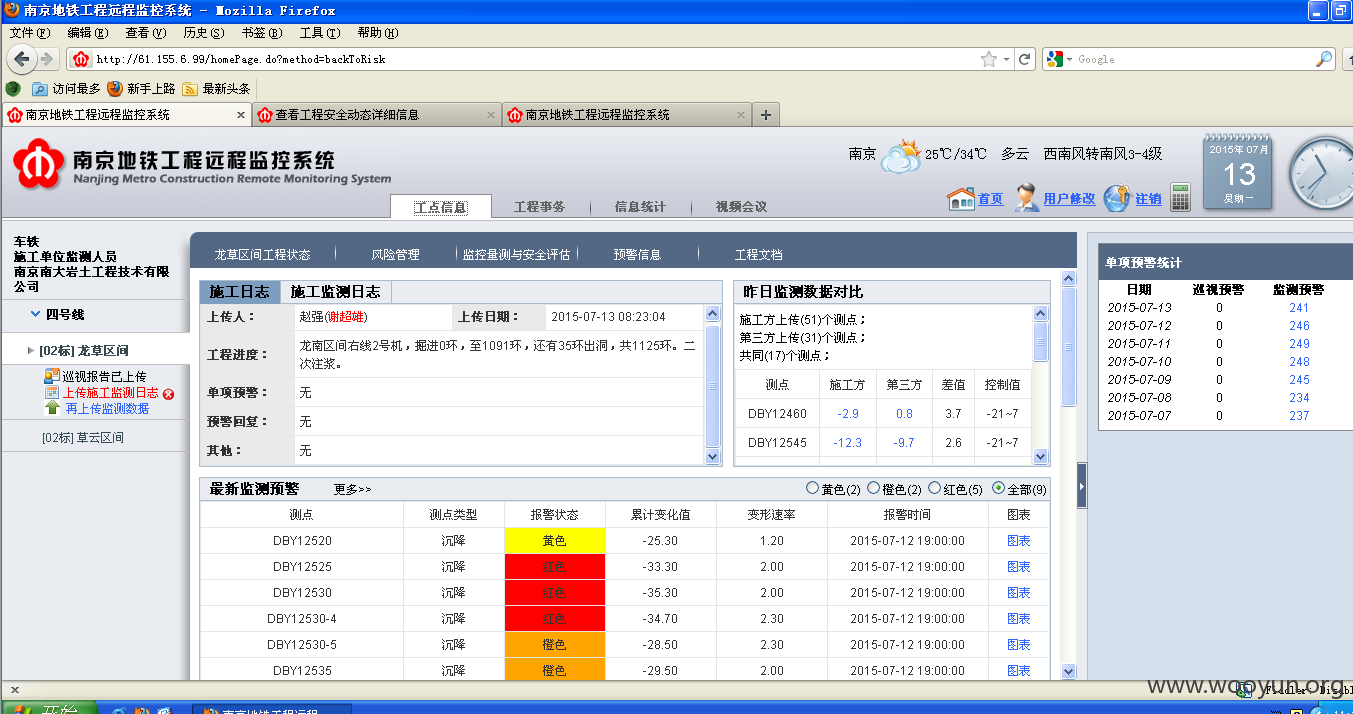 南京地铁工程远程监控系统 - Mozilla Firefox
文件(F) 编辑(E) 查看(V) 历史(S) 书签(B) 工具(T) 帮助(H)
http://61.155.6.99/homePage.do?method=backToRisk
Google
访问最多 新手上路 最新头条
南京地铁工程远程监控系统 × 查看工程安全动态详细信息 × 南京地铁工程远程监控系统 × +
南京地铁工程远程监控系统
Nanjing Metro Construction Remote Monitoring System
南京 25℃/34℃ 多云 西南风转南风3-4级
2015年 07月
13
星期一
首页 用户修改 注销
工点信息 工程事务 信息统计 视频会议
车铁
施工单位监测人员
南京南大岩土工程技术有限
公司
四号线
[02标] 龙草区间
巡视报告已上传
上传施工监测日志
再上传监测数据
[02标] 草云区间
龙草区间工程状态 风险管理 监控量测与安全评估 预警信息 工程文档
施工日志 施工监测日志
上传人： 赵强(谢超雄) 上传日期： 2015-07-13 08:23:04
工程进度： 龙南区间右线2号机，掘进0环，至1091环，还有35环出洞，共1125环。二
次注浆。
单项预警： 无
预警回复： 无
其他： 无
昨日监测数据对比
施工方上传(51)个测点；
第三方上传(31)个测点；
共同(17)个测点；
测点 施工方 第三方 差值 控制值
DBY12460 -2.9 0.8 3.7 -21~7
DBY12545 -12.3 -9.7 2.6 -21~7
单项预警统计
日期 巡视预警 监测预警
2015-07-13 0 241
2015-07-12 0 246
2015-07-11 0 249
2015-07-10 0 248
2015-07-09 0 245
2015-07-08 0 234
2015-07-07 0 237
最新监测预警 更多>> 黄色(2) 橙色(2) 红色(5) 全部(9)
测点 测点类型 报警状态 累计变化值 变形速率 报警时间 图表
DBY12520 沉降 黄色 -25.30 1.20 2015-07-12 19:00:00 图表
DBY12525 沉降 红色 -33.30 2.00 2015-07-12 19:00:00 图表
DBY12530 沉降 红色 -35.30 2.00 2015-07-12 19:00:00 图表
DBY12530-4 沉降 红色 -34.70 2.30 2015-07-12 19:00:00 图表
DBY12530-5 沉降 橙色 -28.50 2.30 2015-07-12 19:00:00 图表
DBY12535 沉降 橙色 -29.50 2.00 2015-07-12 19:00:00 图表
×
www.wooyun.org
Fiddler:
开始
南京地铁工程远程